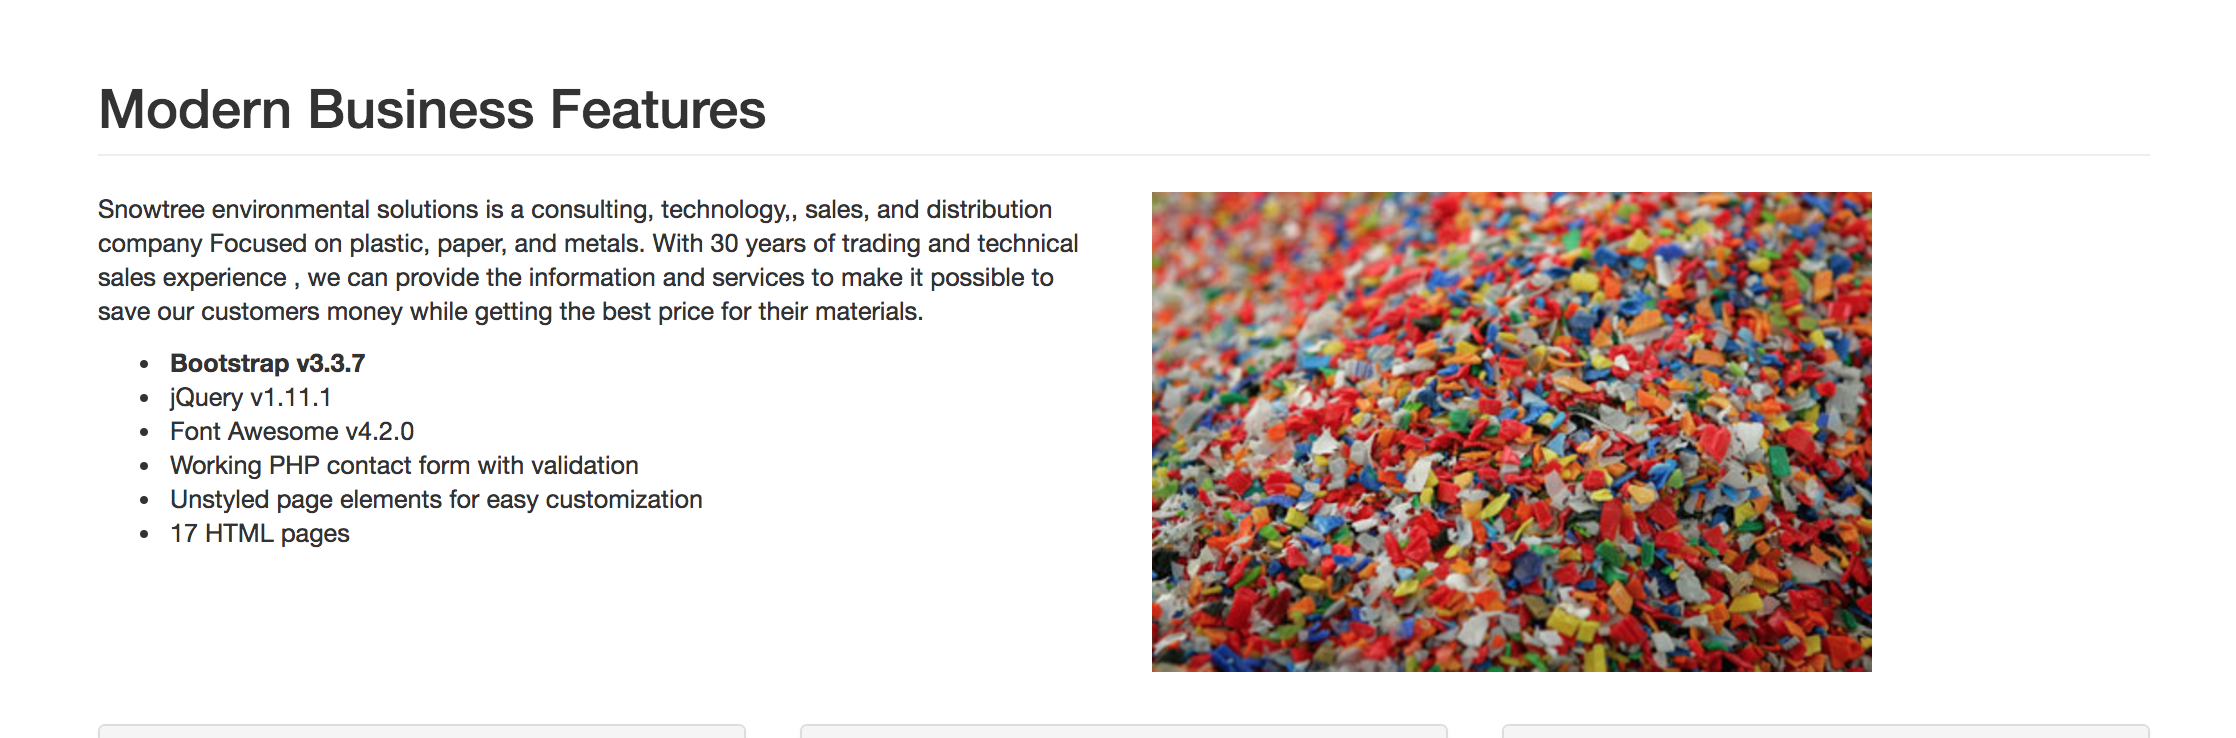 Modern Business Features
Snowtree environmental solutions is a consulting, technology,, sales, and distribution
company Focused on plastic, paper, and metals. With 30 years of trading and technical
sales experience , we can provide the information and services to make it possible to
save our customers money while getting the best price for their materials.
Bootstrap v3.3.7
jQuery v1.11.1
Font Awesome v4.2.0
Working PHP contact form with validation
Unstyled page elements for easy customization
17 HTML pages